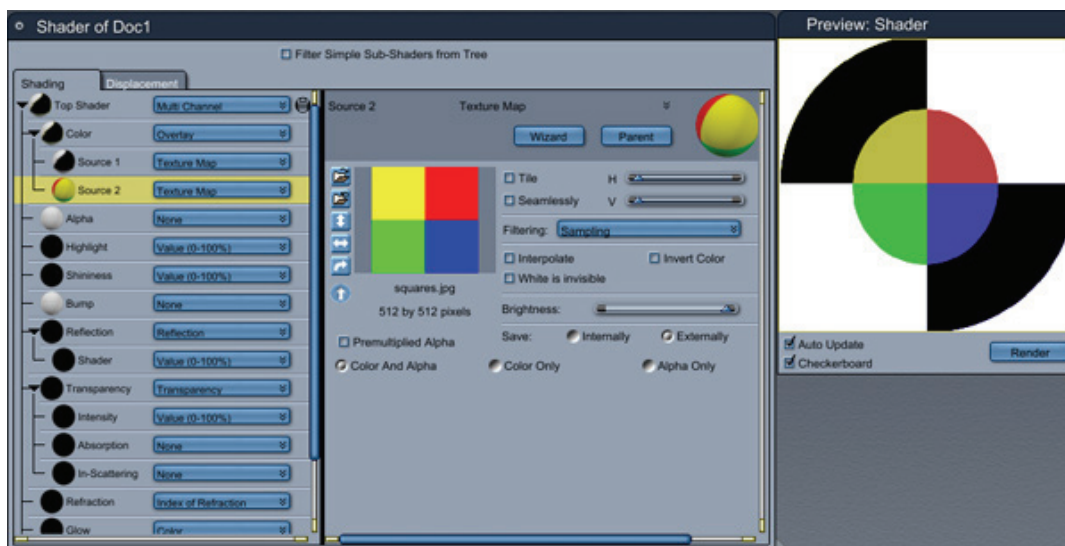 Shader of Doc1
Preview: Shader
Filter Simple Sub-Shaders from Tree
Shading
Displacement
Top Shader Multi Channel
Color Overlay
Source 1 Texture Map
Source 2 Texture Map
Alpha None
Highlight Value (0-100%)
Shininess Value (0-100%)
Bump None
Reflection Reflection
Shader Value (0-100%)
Transparency Transparency
Intensity Value (0-100%)
Absorption None
In-Scattering None
Refraction Index of Refraction
Glow Color
Source 2 Texture Map
Wizard Parent
Tile H
Seamlessly V
Filtering: Sampling
Interpolate Invert Color
White is invisible
squares.jpg
512 by 512 pixels
Brightness:
Premultiplied Alpha
Save: Internally Externally
Color And Alpha Color Only Alpha Only
Auto Update
Checkerboard
Render